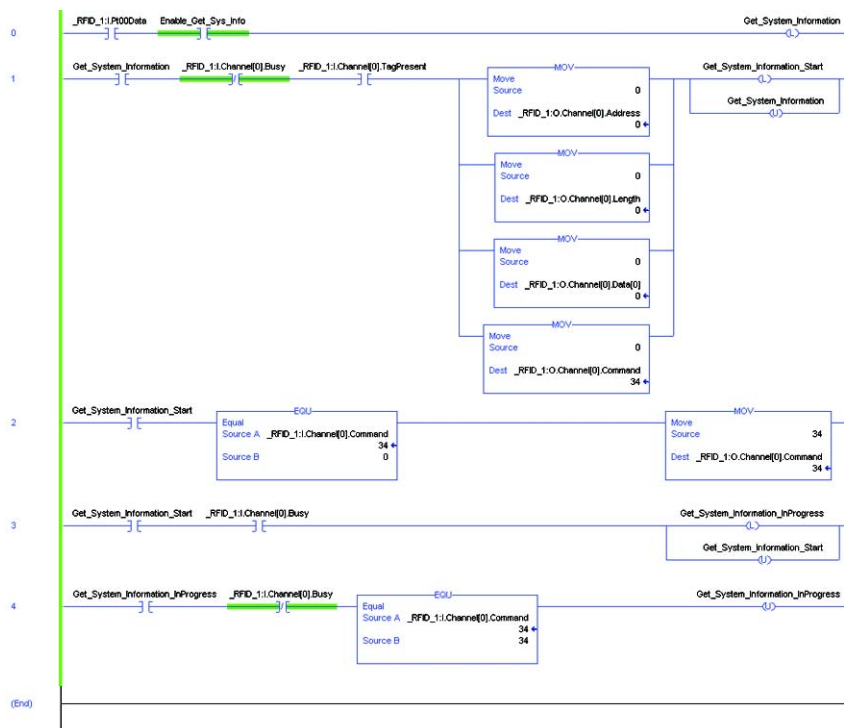 _RFID_1:I.Pt00Data Enable_Get_Sys_Info Get_System_Information
0
L
Get_System_Information _RFID_1:I.Channel[0].Busy _RFID_1:I.Channel[0].TagPresent Get_System_Information_Start
1
L
MOV
Move
Source 0
Dest _RFID_1:O.Channel[0].Address
0
Get_System_Information
U
MOV
Move
Source 0
Dest _RFID_1:O.Channel[0].Length
0
MOV
Move
Source 0
Dest _RFID_1:O.Channel[0].Data[0]
0
MOV
Move
Source 0
Dest _RFID_1:O.Channel[0].Command
34
Get_System_Information_Start
2
EQU
Equal
Source A _RFID_1:I.Channel[0].Command
34
Source B 0
MOV
Move
Source 34
Dest _RFID_1:O.Channel[0].Command
34
Get_System_Information_Start _RFID_1:I.Channel[0].Busy Get_System_Information_InProgress
3
L
Get_System_Information_Start
U
Get_System_Information_InProgress _RFID_1:I.Channel[0].Busy Get_System_Information_InProgress
4
U
EQU
Equal
Source A _RFID_1:I.Channel[0].Command
34
Source B 34
(End)